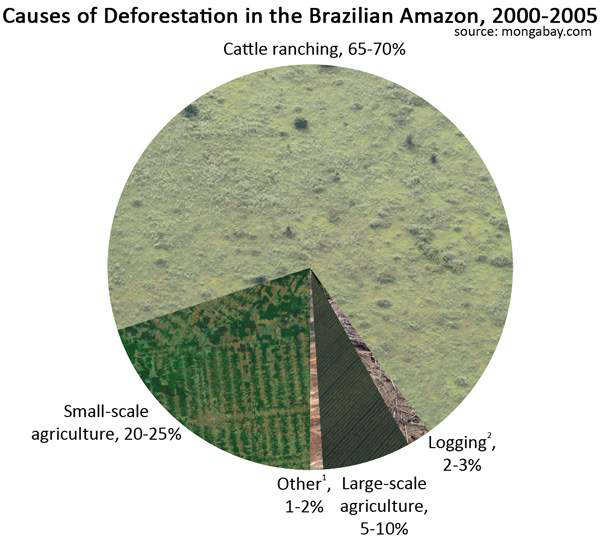 Causes of Deforestation in the Brazilian Amazon, 2000-2005
source: mongabay.com
Cattle ranching, 65-70%
Small-scale
agriculture, 20-25%
Other¹,
1-2%
Large-scale
agriculture,
5-10%
Logging²,
2-3%